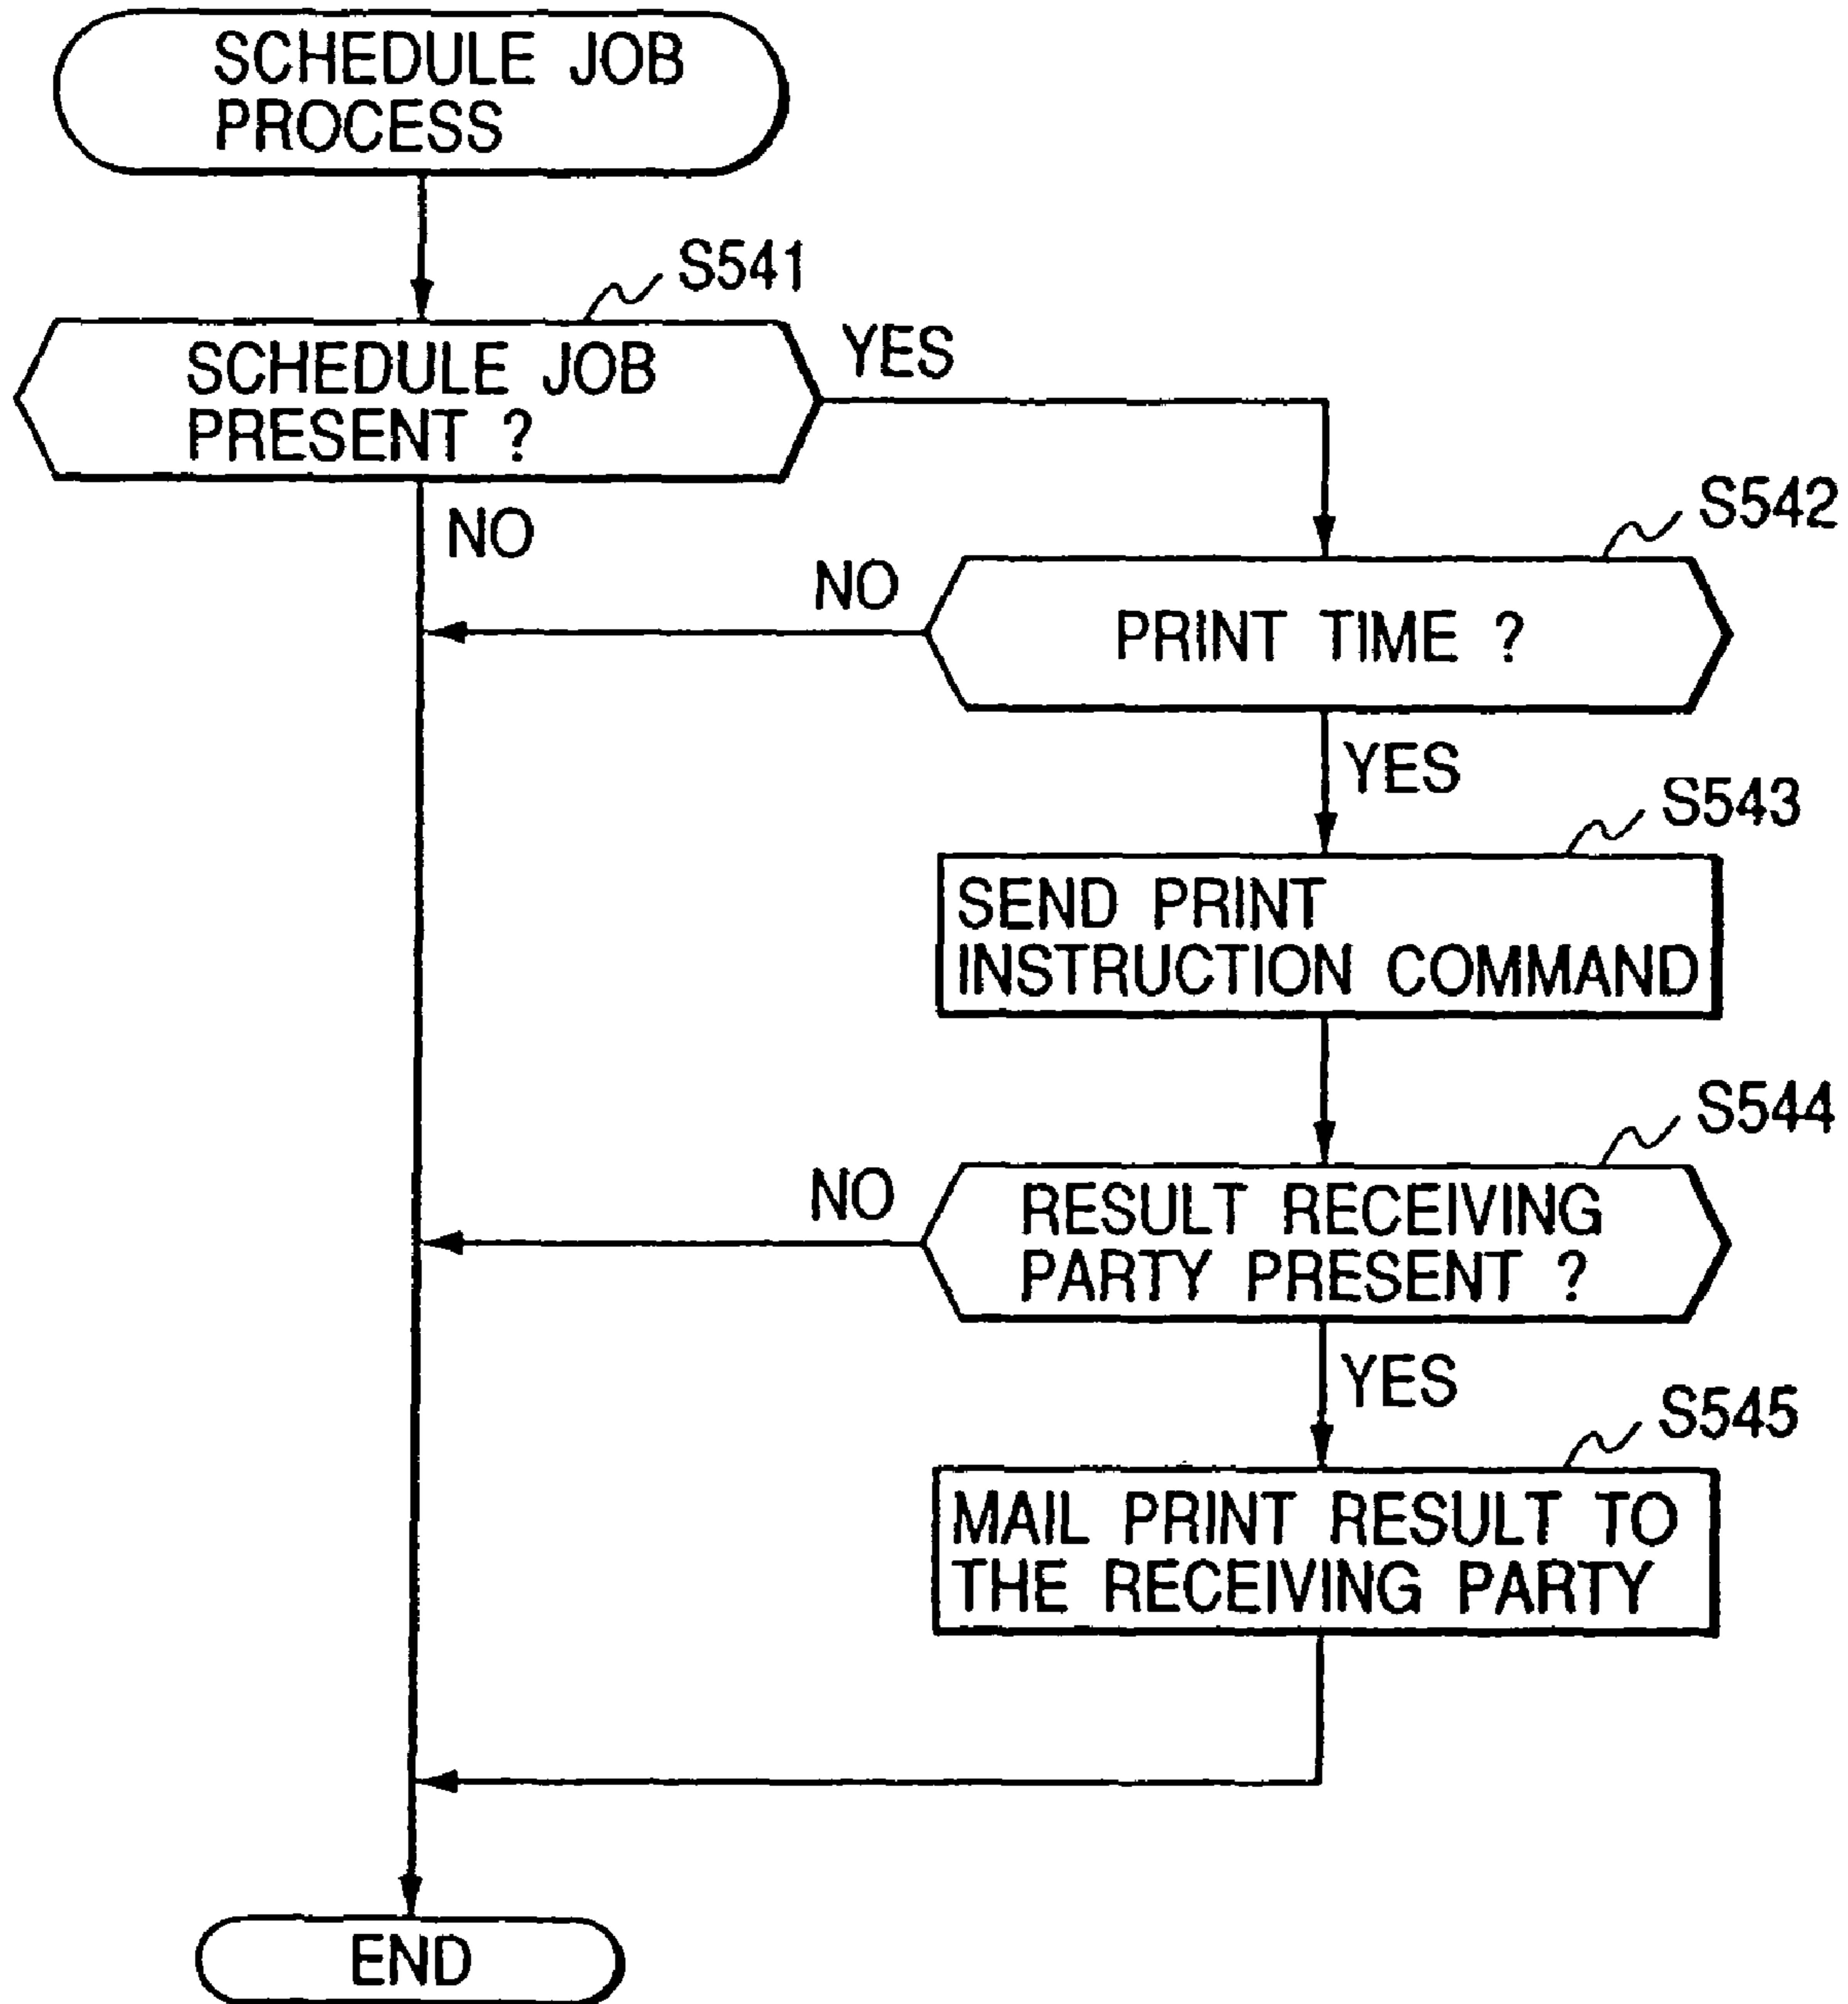 SCHEDULE JOB
PROCESS
S541
SCHEDULE JOB
PRESENT ?
YES
NO
S542
NO
PRINT TIME ?
YES
S543
SEND PRINT
INSTRUCTION COMMAND
S544
NO
RESULT RECEIVING
PARTY PRESENT ?
YES
S545
MAIL PRINT RESULT TO
THE RECEIVING PARTY
END